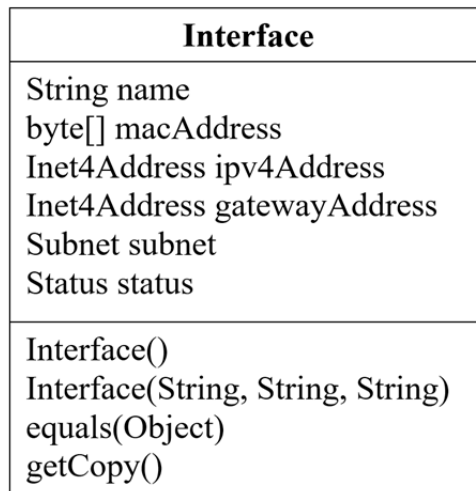 Interface
String name
byte[] macAddress
Inet4Address ipv4Address
Inet4Address gatewayAddress
Subnet subnet
Status status
Interface()
Interface(String, String, String)
equals(Object)
getCopy()